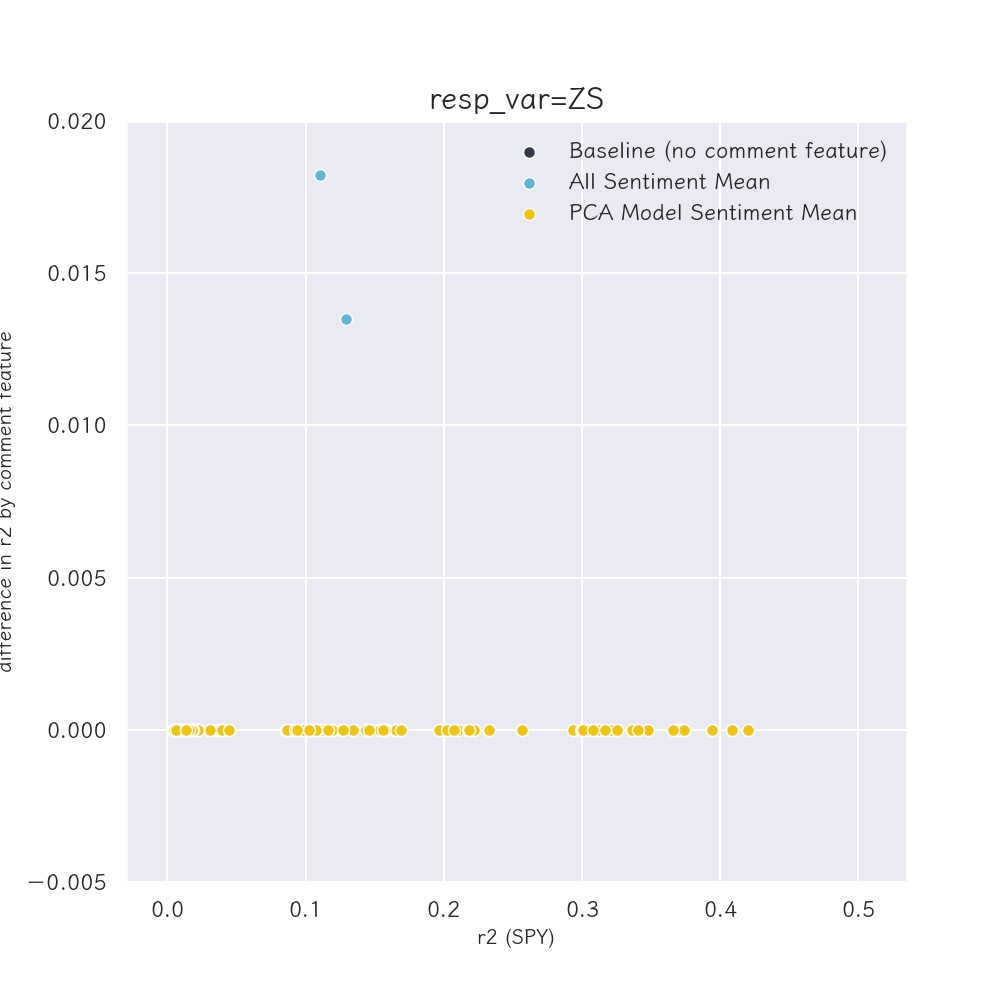 resp_var=ZS
0.020
0.015
0.010
0.005
0.000
−0.005
difference in r2 by comment feature
Baseline (no comment feature)
All Sentiment Mean
PCA Model Sentiment Mean
0.0 0.1 0.2 0.3 0.4 0.5
r2 (SPY)